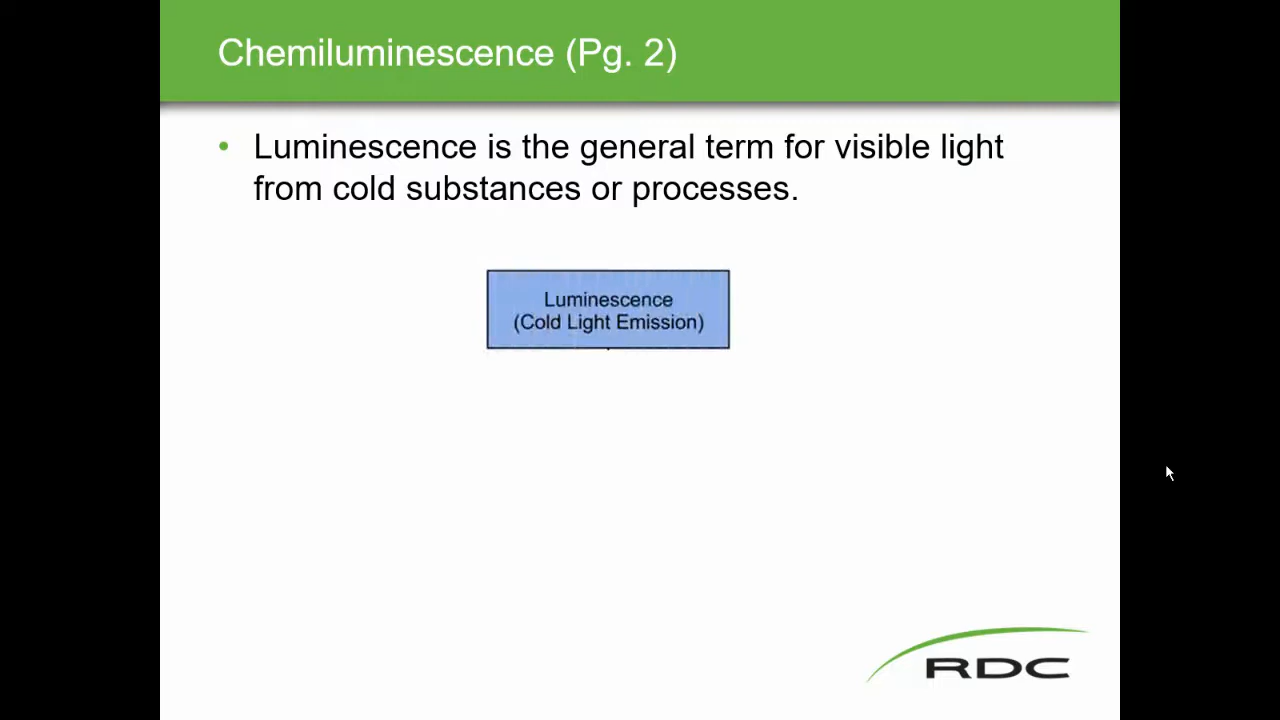 Chemiluminescence (Pg. 2)
• Luminescence is the general term for visible light
from cold substances or processes.
Luminescence
(Cold Light Emission)
RDC